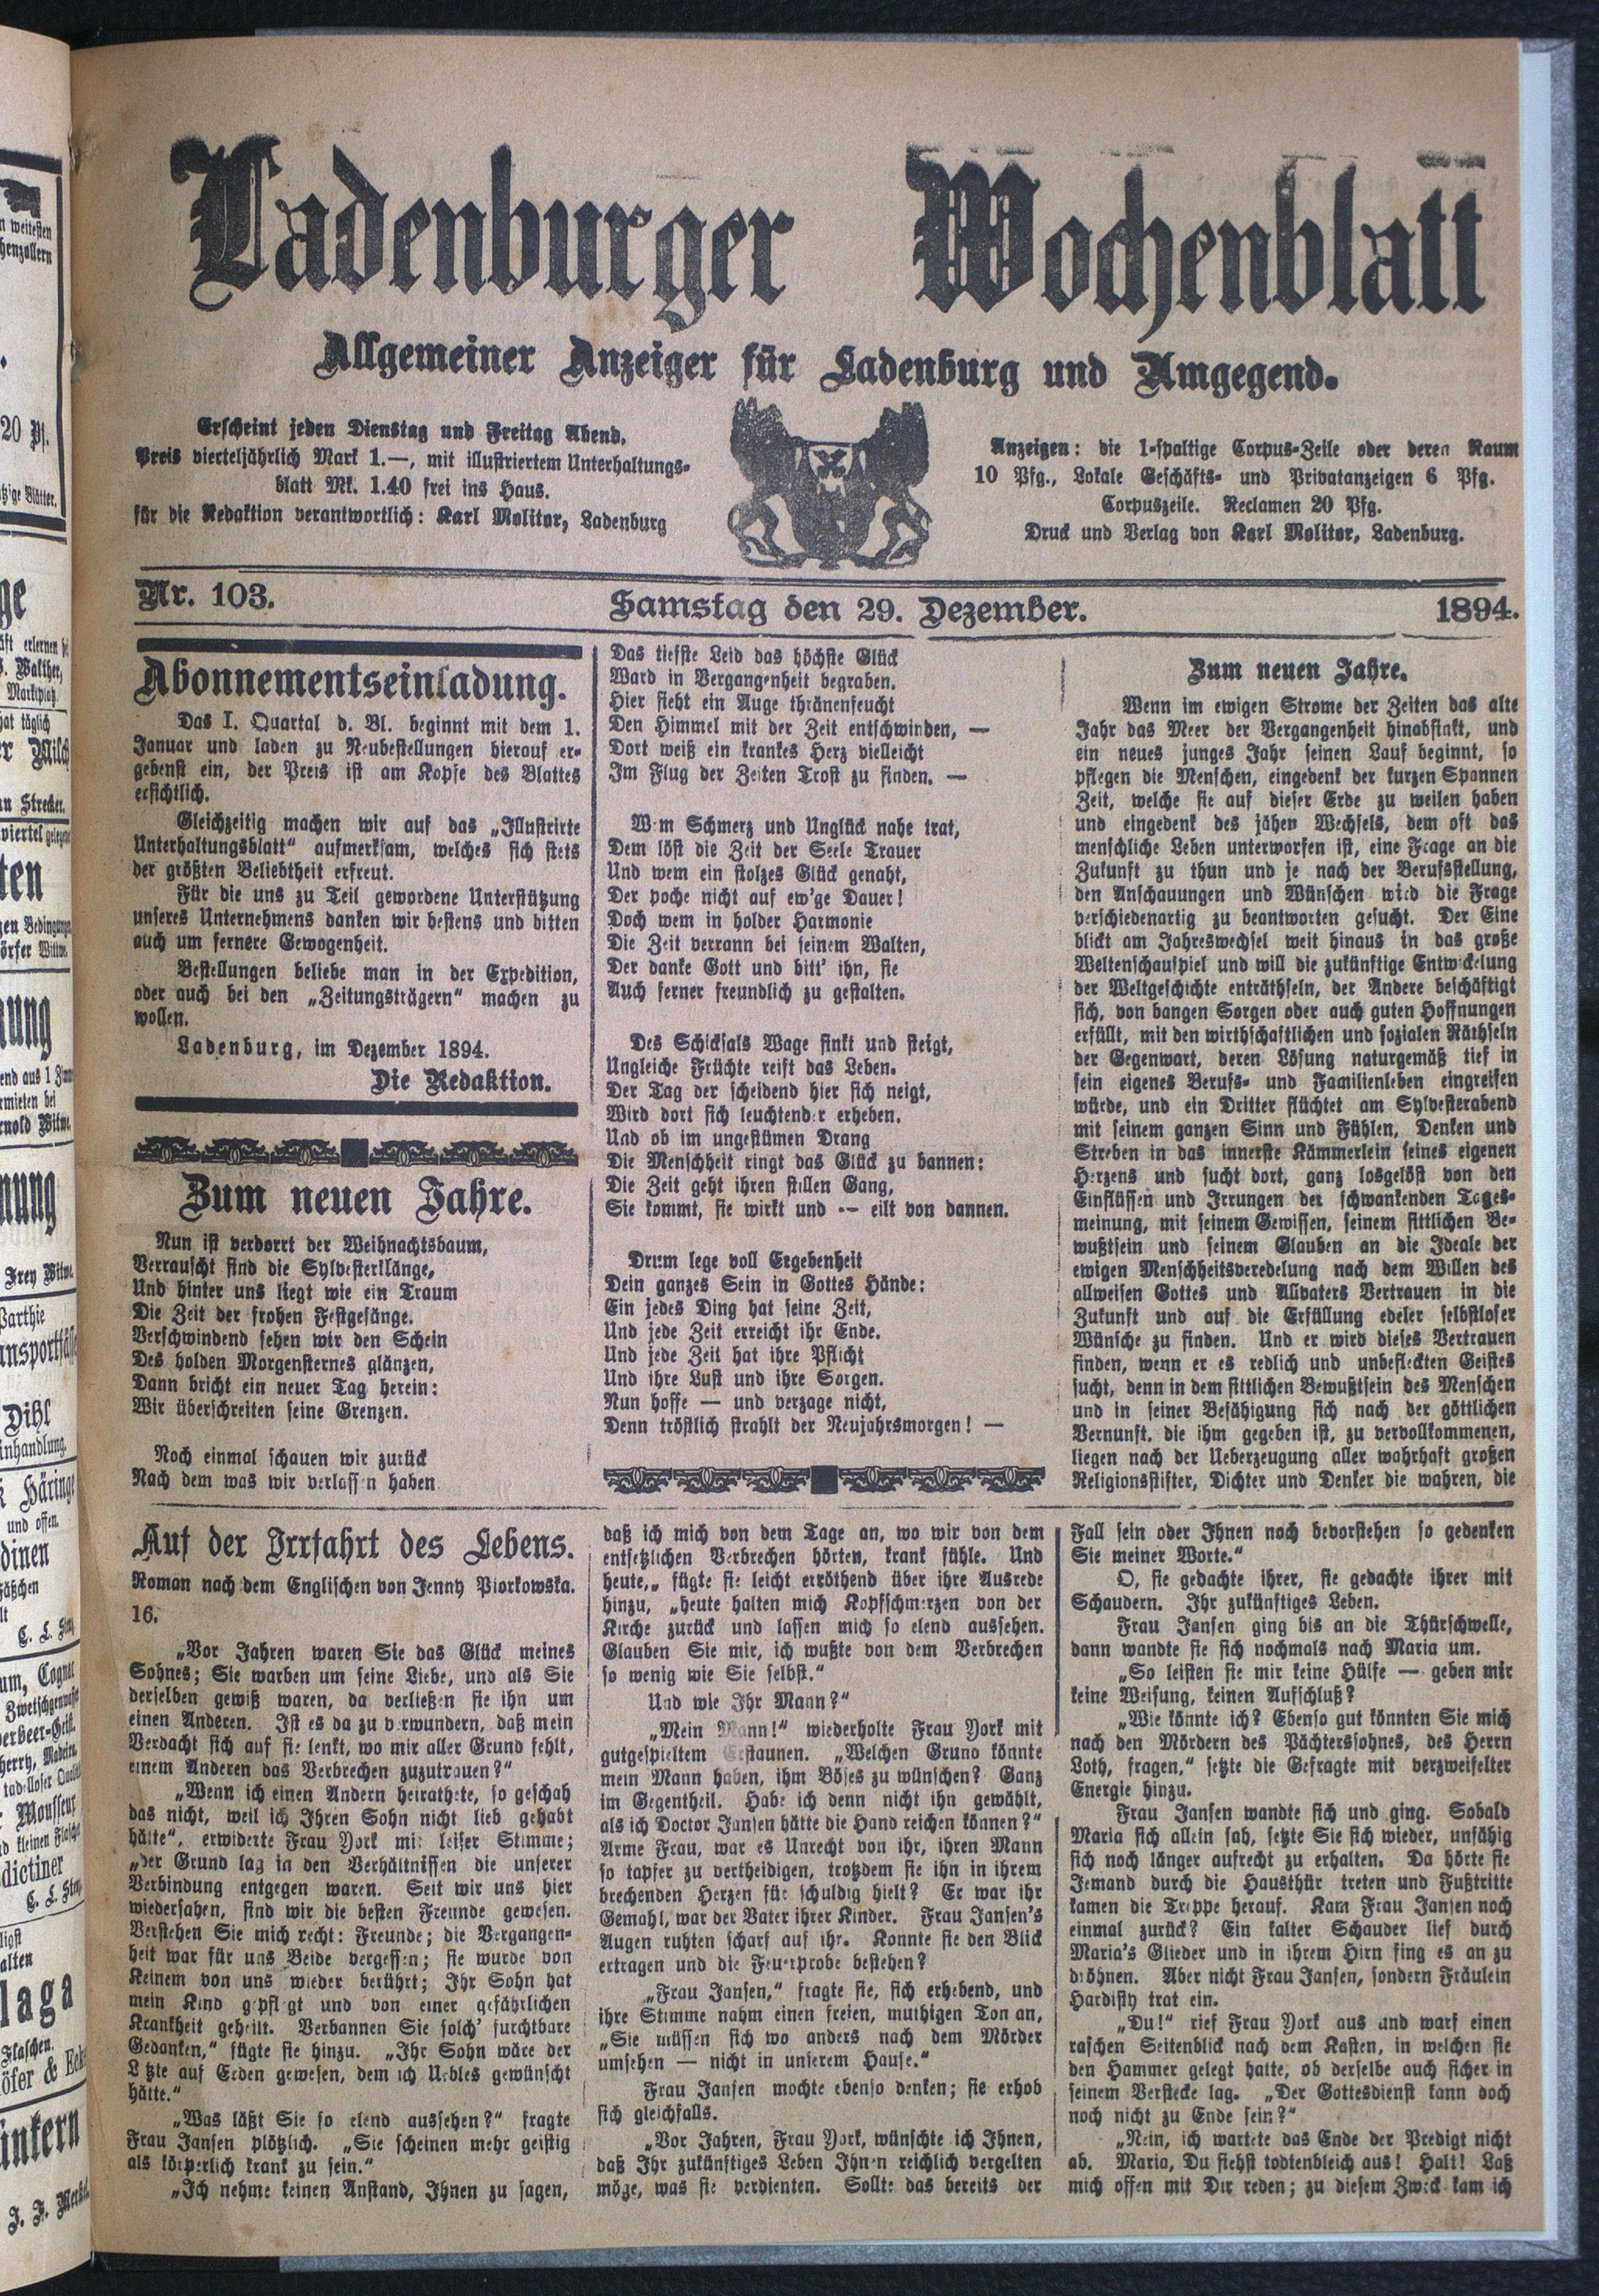 Ladenburger Wochenblatt
Allgemeiner Anzeiger für Ladenburg und Umgegend.
Erscheint jeden Dienstag und Freitag Abend.
Preis vierteljährlich Mark 1.—, mit illustriertem Unterhaltungs-
blatt Mk. 1.40 frei ins Haus.
für die Redaktion verantwortlich: Karl Molitor, Ladenburg
Anzeigen: die 1-spaltige Corpus-Zeile oder deren Raum
10 Pfg., Lokale Geschäfts- und Privatanzeigen 6 Pfg.
Corpuszeile. Reclamen 20 Pfg.
Druck und Verlag von Karl Molitor, Ladenburg.
Nr. 103.
Samstag den 29. Dezember.
1894.
Abonnementseinladung.
Das I. Quartal d. Bl. beginnt mit dem 1.
Januar und laden zu Neubestellungen hierauf er-
gebenst ein, der Preis ist am Kopfe des Blattes
ersichtlich.
Gleichzeitig machen wir auf das „Illustrirte
Unterhaltungsblatt“ aufmerksam, welches sich stets
der größten Beliebtheit erfreut.
Für die uns zu Teil gewordene Unterstützung
unseres Unternehmens danken wir bestens und bitten
auch um fernere Gewogenheit.
Bestellungen beliebe man in der Expedition,
oder auch bei den „Zeitungsträgern“ machen zu
wollen.
Ladenburg, im Dezember 1894.
Die Redaktion.
Zum neuen Jahre.
Nun ist verdorrt der Weihnachtsbaum,
Verrauscht sind die Sylvesterklänge,
Und hinter uns liegt wie ein Traum
Die Zeit der frohen Festgesänge.
Verschwindend sehen wir den Schein
Des holden Morgensternes glänzen,
Dann bricht ein neuer Tag herein:
Wir überschreiten seine Grenzen.
Noch einmal schauen wir zurück
Nach dem was wir verlassen haben
Das tiefste Leid das höchste Glück
Ward in Vergangenheit begraben.
Hier sieht ein Auge thränenfeucht
Den Himmel mit der Zeit entschwinden, —
Dort weiß ein krankes Herz vielleicht
Im Flug der Zeiten Trost zu finden. —
Wem Schmerz und Unglück nahe trat,
Dem löst die Zeit der Seele Trauer
Und wem ein stolzes Glück genaht,
Der poche nicht auf ew'ge Dauer!
Doch wem in holder Harmonie
Die Zeit verrann bei seinem Walten,
Der danke Gott und bitt' ihn, sie
Auch ferner freundlich zu gestalten.
Des Schicksals Wage sinkt und steigt,
Ungleiche Früchte reift das Leben.
Der Tag der scheidend hier sich neigt,
Wird dort sich leuchtender erheben.
Und ob im ungestümen Drang
Die Menschheit ringt das Glück zu bannen:
Die Zeit geht ihren stillen Gang,
Sie kommt, sie wirkt und — eilt von dannen.
Drum lege voll Ergebenheit
Dein ganzes Sein in Gottes Hände:
Ein jedes Ding hat seine Zeit,
Und jede Zeit erreicht ihr Ende.
Und jede Zeit hat ihre Pflicht
Und ihre Lust und ihre Sorgen.
Nun hoffe — und verzage nicht,
Denn tröstlich strahlt der Neujahrsmorgen! —
Zum neuen Jahre.
Wenn im ewigen Strome der Zeiten das alte
Jahr das Meer der Vergangenheit hinabsinkt, und
ein neues junges Jahr seinen Lauf beginnt, so
pflegen die Menschen, eingedenk der kurzen Spannen
Zeit, welche sie auf dieser Erde zu weilen haben
und eingedenk des jähen Wechsels, dem oft das
menschliche Leben unterworfen ist, eine Frage an die
Zukunft zu thun und je nach der Berufsstellung,
den Anschauungen und Wünschen wird die Frage
verschiedenartig zu beantworten gesucht. Der Eine
blickt am Jahreswechsel weit hinaus in das große
Weltenschauspiel und will die zukünftige Entwickelung
der Weltgeschichte enträthseln, der Andere beschäftigt
sich, von bangen Sorgen oder auch guten Hoffnungen
erfüllt, mit den wirthschaftlichen und sozialen Räthseln
der Gegenwart, deren Lösung naturgemäß tief in
sein eigenes Berufs- und Familienleben eingreifen
würde, und ein Dritter flüchtet am Sylvesterabend
mit seinem ganzen Sinn und Fühlen, Denken und
Streben in das innerste Kämmerlein seines eigenen
Herzens und sucht dort, ganz losgelöst von den
Einflüssen und Irrungen der schwankenden Tages-
meinung, mit seinem Gewissen, seinem sittlichen Be-
wußtsein und seinem Glauben an die Ideale der
ewigen Menschheitsveredelung nach dem Willen des
allweisen Gottes und Allvaters Vertrauen in die
Zukunft und auf die Erfüllung edeler selbstloser
Wünsche zu finden. Und er wird dieses Vertrauen
finden, wenn er es redlich und unbefleckten Geistes
sucht, denn in dem sittlichen Bewußtsein des Menschen
und in seiner Befähigung sich nach der göttlichen
Vernunft, die ihm gegeben ist, zu vervollkommenen,
liegen nach der Ueberzeugung aller wahrhaft großen
Religionsstifter, Dichter und Denker die wahren, die
Auf der Irrfahrt des Lebens.
Roman nach dem Englischen von Jenny Piorkowska.
16.
„Vor Jahren waren Sie das Glück meines
Sohnes; Sie warben um seine Liebe, und als Sie
derselben gewiß waren, da verließen sie ihn um
einen Anderen. Ist es da zu verwundern, daß mein
Verdacht sich auf sie lenkt, wo mir aller Grund fehlt,
einem Anderen das Verbrechen zuzutrauen?“
„Wenn ich einen Andern heirathete, so geschah
das nicht, weil ich Ihren Sohn nicht lieb gehabt
hätte“, erwiderte Frau York mit leiser Stimme;
„der Grund lag in den Verhältnissen die unserer
Verbindung entgegen waren. Seit wir uns hier
wiedersahen, sind wir die besten Freunde gewesen.
Verstehen Sie mich recht: Freunde; die Vergangen-
heit war für uns Beide vergessen; sie wurde von
Keinem von uns wieder berührt; Ihr Sohn hat
mein Kind gepflegt und von einer gefährlichen
Krankheit geheilt. Verbannen Sie solch' furchtbare
Gedanken,“ fügte sie hinzu. „Ihr Sohn wäre der
Letzte auf Erden gewesen, dem ich Uebles gewünscht
hätte.“
„Was läßt Sie so elend aussehen?“ fragte
Frau Jansen plötzlich. „Sie scheinen mehr geistig
als körperlich krank zu sein.“
„Ich nehme keinen Anstand, Ihnen zu sagen,
daß ich mich von dem Tage an, wo wir von dem
entsetzlichen Verbrechen hörten, krank fühle. Und
heute,„ fügte sie leicht erröthend über ihre Ausrede
hinzu, „heute halten mich Kopfschmerzen von der
Kirche zurück und lassen mich so elend aussehen.
Glauben Sie mir, ich wußte von dem Verbrechen
so wenig wie Sie selbst.“
Und wie Ihr Mann?“
„Mein Mann!“ wiederholte Frau York mit
gutgespieltem Erstaunen. „Welchen Grund könnte
mein Mann haben, ihm Böses zu wünschen? Ganz
im Gegentheil. Habe ich denn nicht ihn gewählt,
als ich Doctor Jansen hätte die Hand reichen können?“
Arme Frau, war es Unrecht von ihr, ihren Mann
so tapfer zu vertheidigen, trotzdem sie ihn in ihrem
brechenden Herzen für schuldig hielt? Er war ihr
Gemahl, war der Vater ihrer Kinder. Frau Jansen's
Augen ruhten scharf auf ihr. Konnte sie den Blick
ertragen und die Feuerprobe bestehen?
„Frau Jansen,“ fragte sie, sich erhebend, und
ihre Stimme nahm einen freien, muthigen Ton an,
„Sie müssen sich wo anders nach dem Mörder
umsehen — nicht in unserem Hause.“
Frau Jansen mochte ebenso denken; sie erhob
sich gleichfalls.
„Vor Jahren, Frau York, wünschte ich Ihnen,
daß Ihr zukünftiges Leben Ihnen reichlich vergelten
möge, was sie verdienten. Sollte das bereits der
Fall sein oder Ihnen noch bevorstehen so gedenken
Sie meiner Worte.“
O, sie gedachte ihrer, sie gedachte ihrer mit
Schaudern. Ihr zukünftiges Leben.
Frau Jansen ging bis an die Thürschwelle,
dann wandte sie sich nochmals nach Maria um.
„So leisten sie mir keine Hülfe — geben mir
keine Weisung, keinen Aufschluß?
„Wie könnte ich? Ebenso gut könnten Sie mich
nach den Mördern des Pächterssohnes, des Herrn
Loth, fragen,“ setzte die Gefragte mit verzweifelter
Energie hinzu.
Frau Jansen wandte sich und ging. Sobald
Maria sich allein sah, setzte Sie sich wieder, unfähig
sich noch länger aufrecht zu erhalten. Da hörte sie
Jemand durch die Hausthür treten und Fußtritte
kamen die Treppe herauf. Kam Frau Jansen noch
einmal zurück? Ein kalter Schauder lief durch
Maria's Glieder und in ihrem Hirn fing es an zu
dröhnen. Aber nicht Frau Jansen, sondern Fräulein
Hardisty trat ein.
„Du!“ rief Frau York aus und warf einen
raschen Seitenblick nach dem Kasten, in welchen sie
den Hammer gelegt hatte, ob derselbe auch sicher in
seinem Verstecke lag. „Der Gottesdienst kann doch
noch nicht zu Ende sein?“
„Nein, ich wartete das Ende der Predigt nicht
ab. Maria, Du siehst todtenbleich aus! Halt! Laß
mich offen mit Dir reden; zu diesem Zweck kam ich